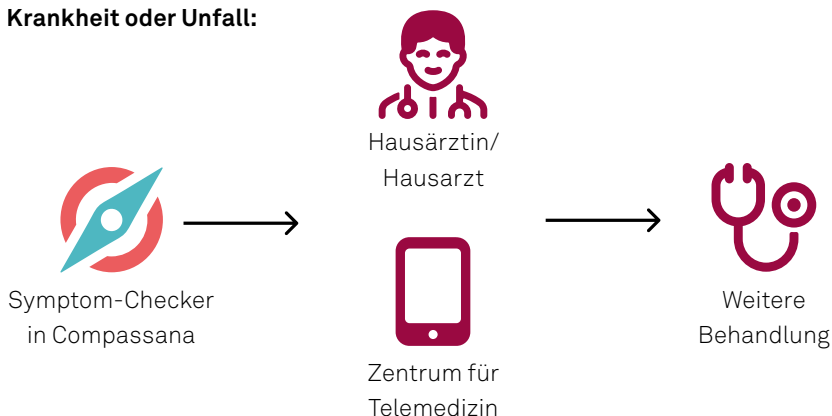 Krankheit oder Unfall:
Hausärztin/
Hausarzt
Symptom-Checker
in Compassana
Zentrum für
Telemedizin
Weitere
Behandlung